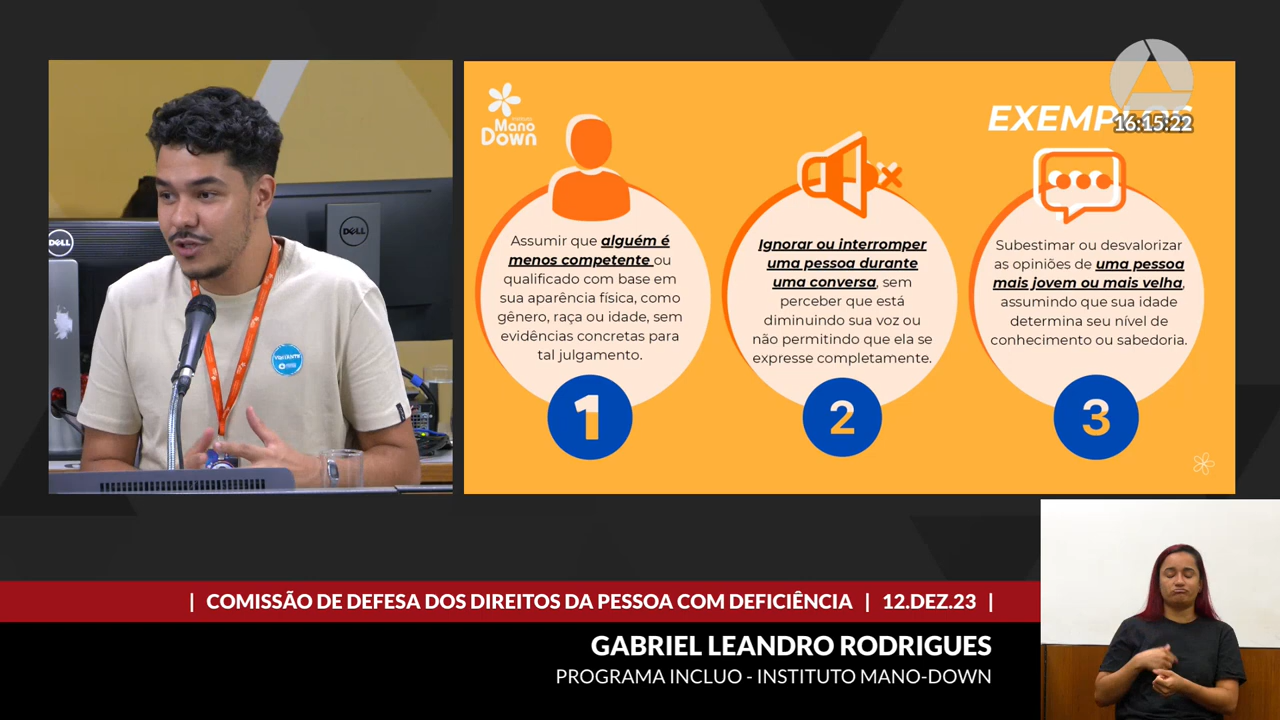 DELL
DELL
VISITANTE
INSTITUTO
Mano
Down
EXEMPLOS
16:15:22
Assumir que alguém é
menos competente ou
qualificado com base em
sua aparência física, como
gênero, raça ou idade, sem
evidências concretas para
tal julgamento.
1
Ignorar ou interromper
uma pessoa durante
uma conversa, sem
perceber que está
diminuindo sua voz ou
não permitindo que ela se
expresse completamente.
2
Subestimar ou desvalorizar
as opiniões de uma pessoa
mais jovem ou mais velha,
assumindo que sua idade
determina seu nível de
conhecimento ou sabedoria.
3
| COMISSÃO DE DEFESA DOS DIREITOS DA PESSOA COM DEFICIÊNCIA | 12.DEZ.23 |
GABRIEL LEANDRO RODRIGUES
PROGRAMA INCLUO - INSTITUTO MANO-DOWN